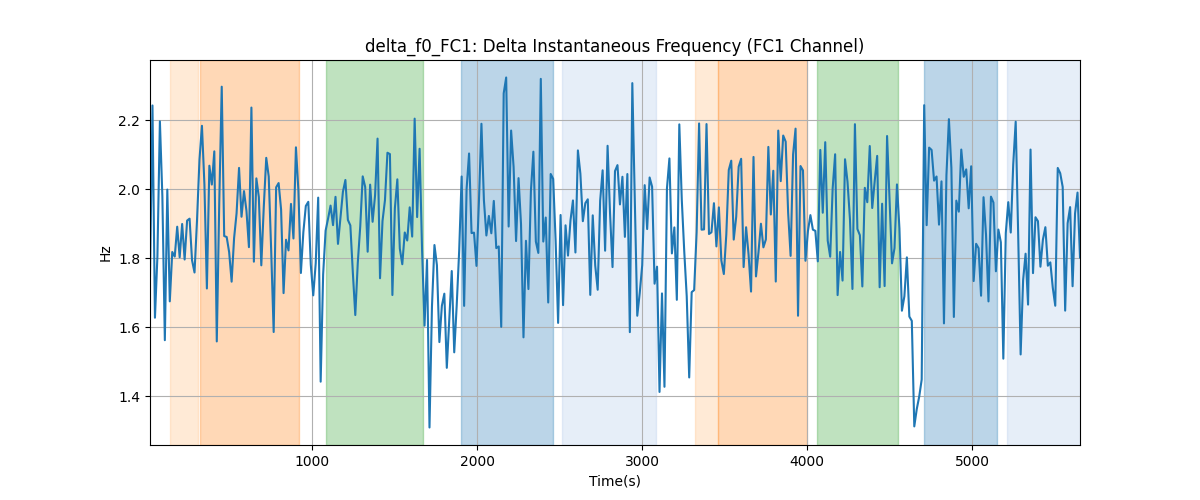 delta_f0_FC1: Delta Instantaneous Frequency (FC1 Channel)
Hz
2.2
2.0
1.8
1.6
1.4
1000 2000 3000 4000 5000
Time(s)